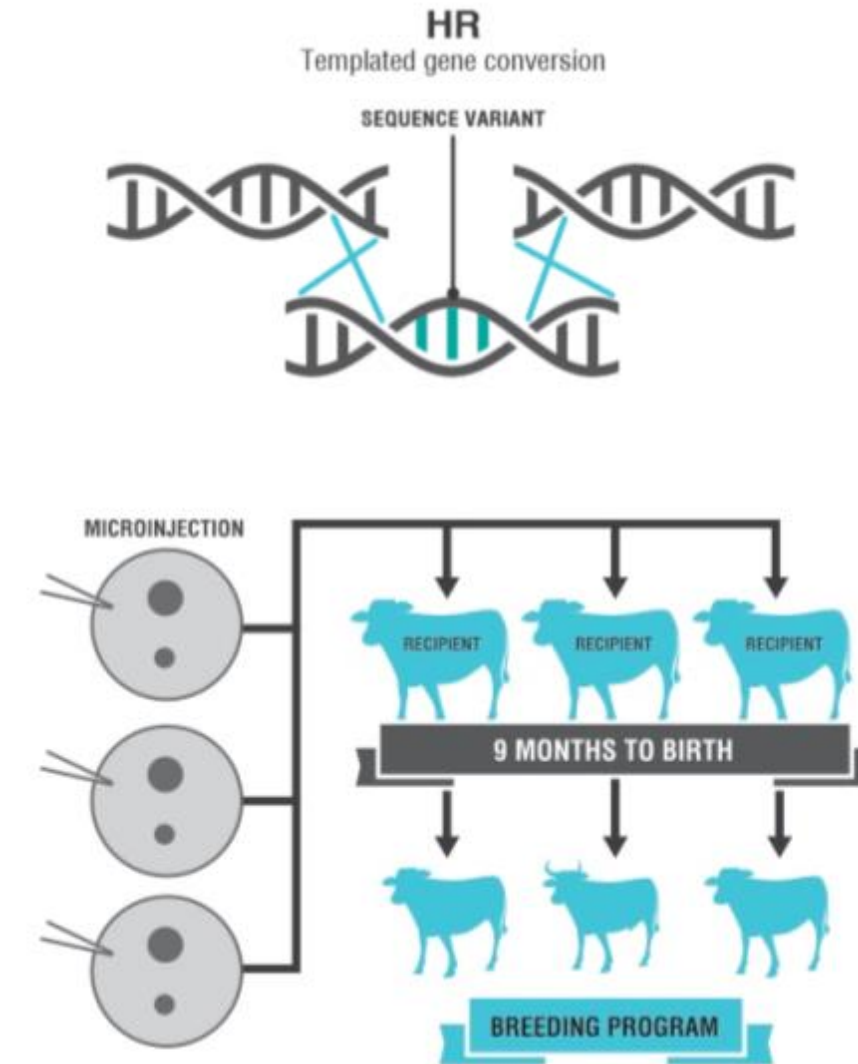 HR
Templated gene conversion
SEQUENCE VARIANT
MICROINJECTION
RECIPIENT
RECIPIENT
RECIPIENT
9 MONTHS TO BIRTH
BREEDING PROGRAM